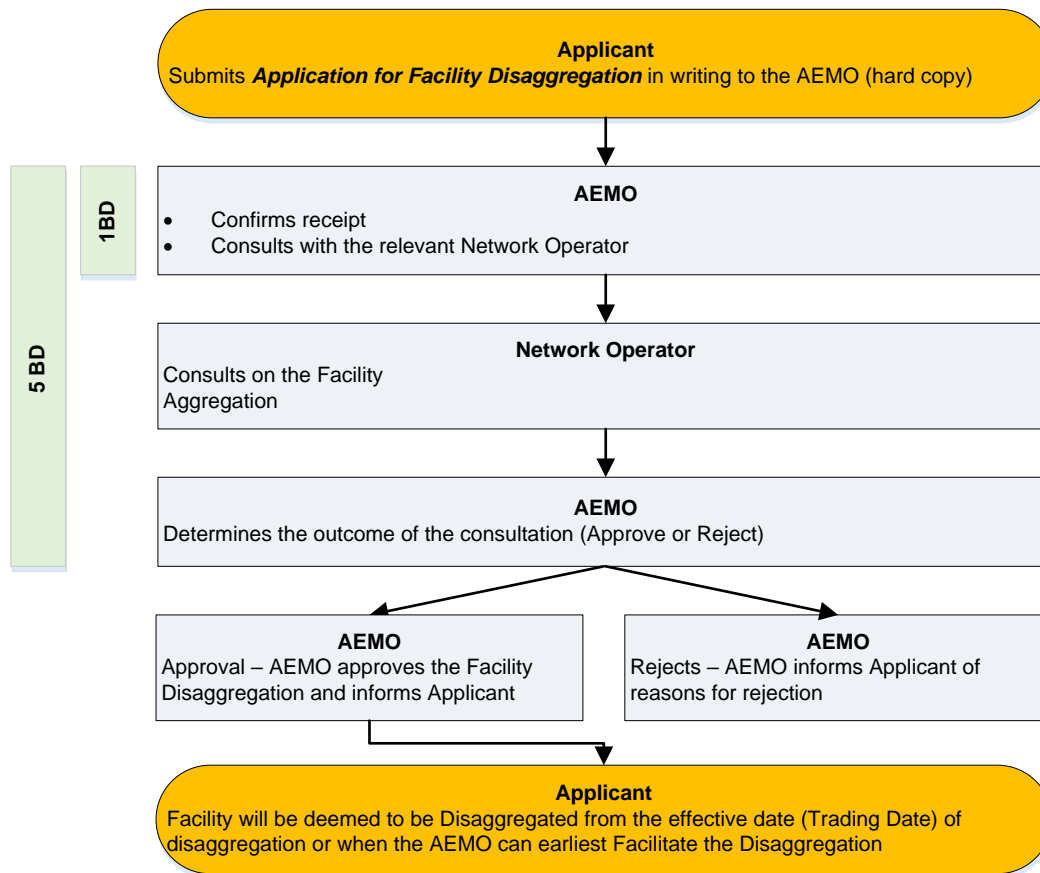 Applicant
Submits Application for Facility Disaggregation in writing to the AEMO (hard copy)
5 BD
1BD
AEMO
• Confirms receipt
• Consults with the relevant Network Operator
Network Operator
Consults on the Facility
Aggregation
AEMO
Determines the outcome of the consultation (Approve or Reject)
AEMO
Approval – AEMO approves the Facility
Disaggregation and informs Applicant
AEMO
Rejects – AEMO informs Applicant of
reasons for rejection
Applicant
Facility will be deemed to be Disaggregated from the effective date (Trading Date) of
disaggregation or when the AEMO can earliest Facilitate the Disaggregation